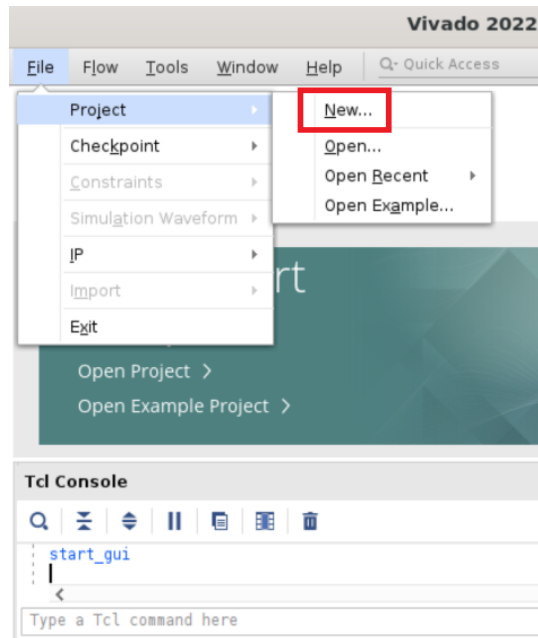 Vivado 2022
File Flow Tools Window Help Q- Quick Access
Project
New...
Checkpoint
Open...
Constraints
Open Recent
Simulation Waveform
Open Example...
IP
Import
rt
Exit
Open Project >
Open Example Project >
Tcl Console
start_gui
Type a Tcl command here